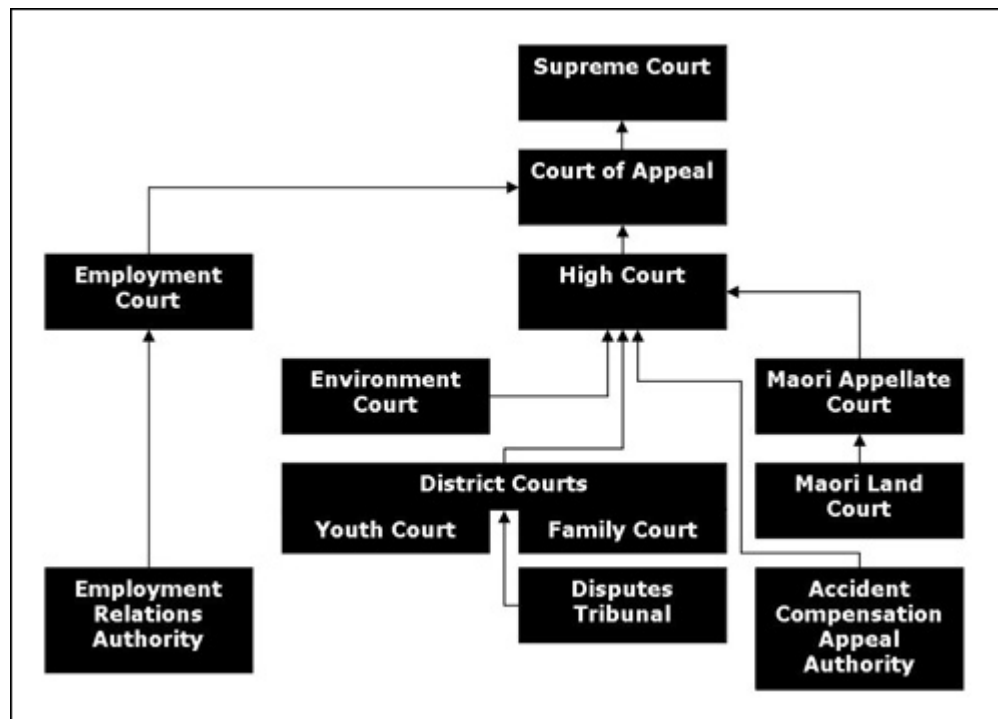 Supreme Court
Court of Appeal
Employment
Court
High Court
Environment
Court
Maori Appellate
Court
District Courts
Youth Court
Family Court
Maori Land
Court
Employment
Relations
Authority
Disputes
Tribunal
Accident
Compensation
Appeal
Authority